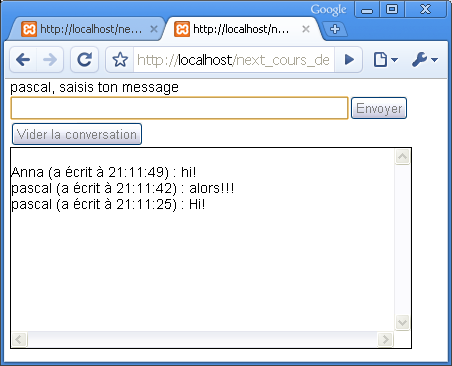 Google
http://localhost/ne... http://localhost/n...
http://localhost/next_cours_de
pascal, saisis ton message
Envoyer
Vider la conversation
Anna (a écrit à 21:11:49) : hi!
pascal (a écrit à 21:11:42) : alors!!!
pascal (a écrit à 21:11:25) : Hi!